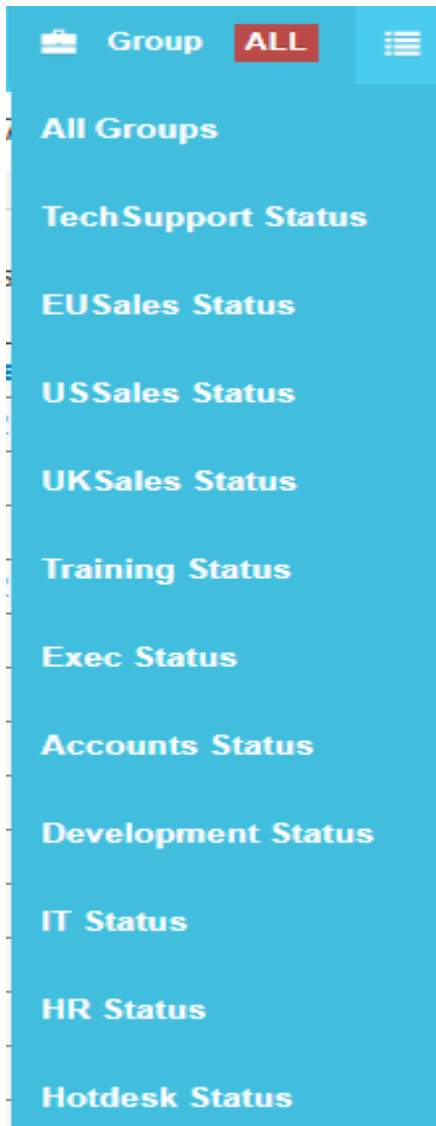 Group ALL
All Groups
TechSupport Status
EUSales Status
USSales Status
UKSales Status
Training Status
Exec Status
Accounts Status
Development Status
IT Status
HR Status
Hotdesk Status